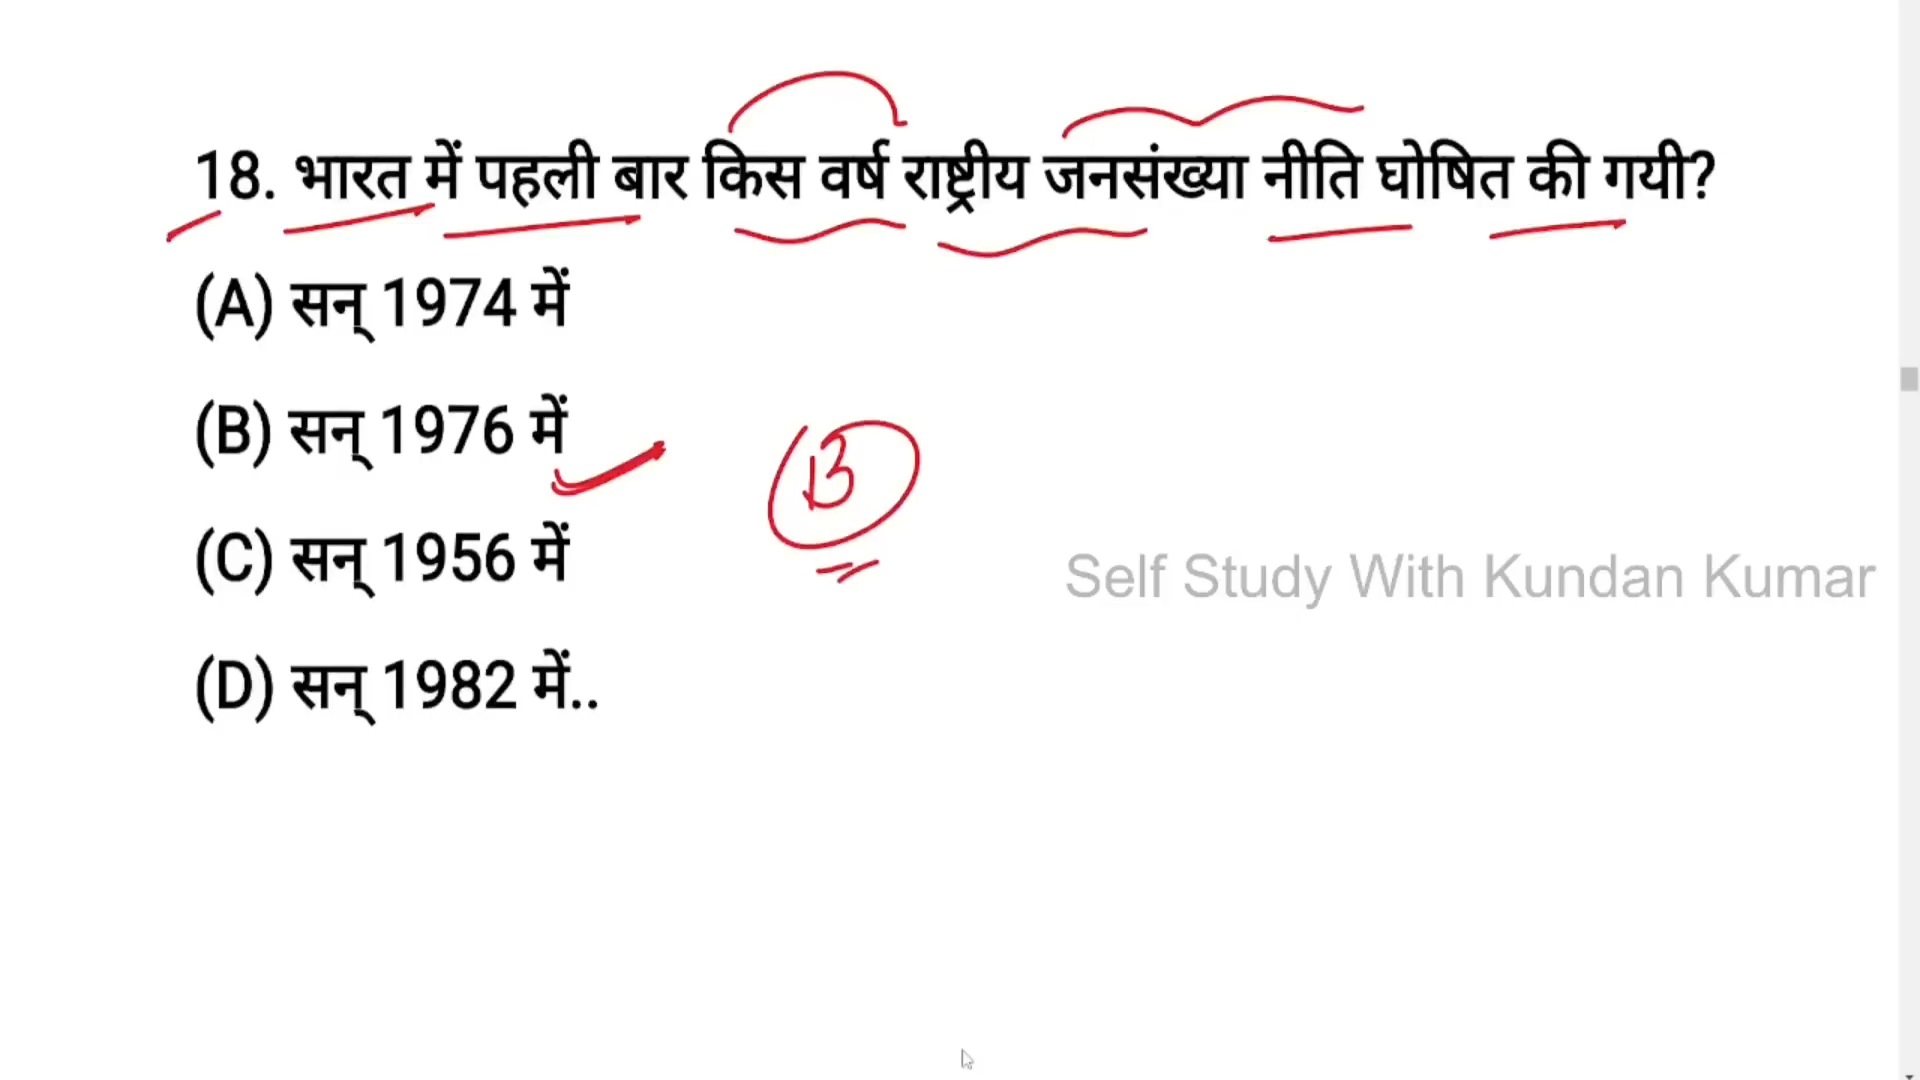 18. भारत में पहली बार किस वर्ष राष्ट्रीय जनसंख्या नीति घोषित की गयी?
(A) सन् 1974 में
(B) सन् 1976 में
B
(C) सन् 1956 में
Self Study With Kundan Kumar
(D) सन् 1982 में..